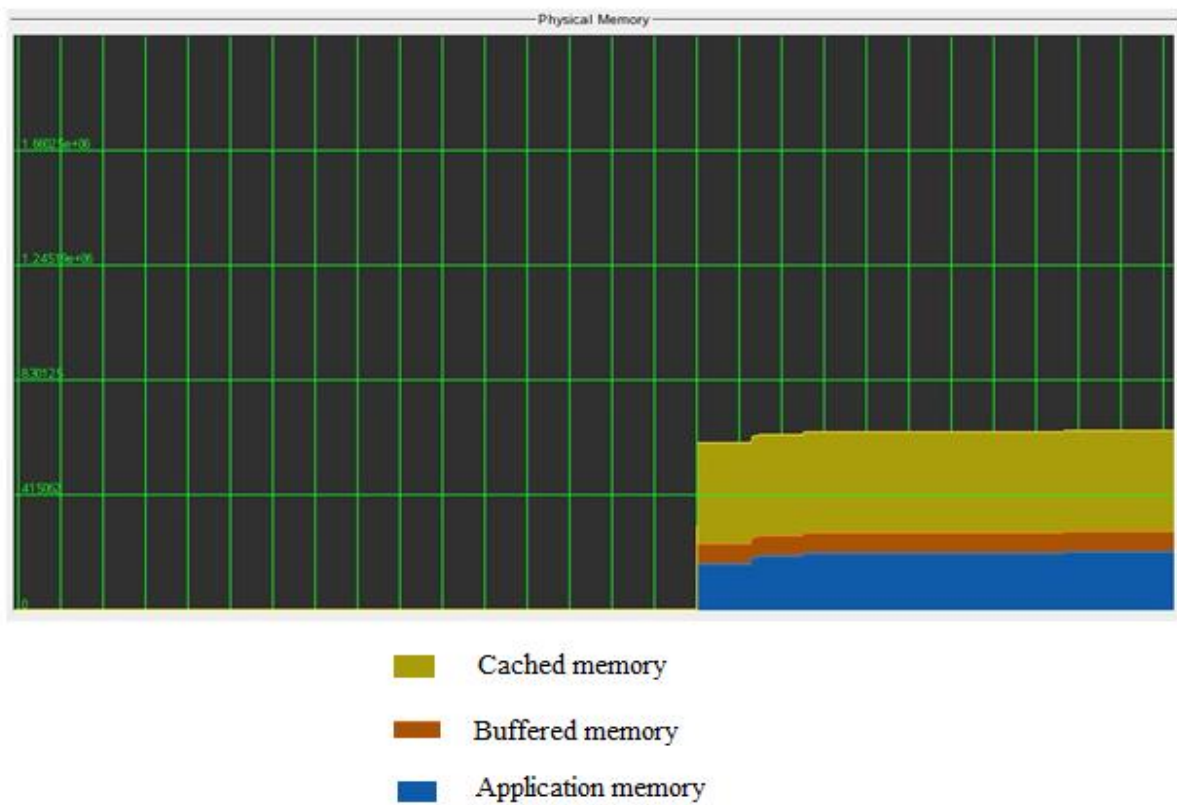 Physical Memory
1.66025e+06
1.24519e+06
830125
415062
0
Cached memory
Buffered memory
Application memory